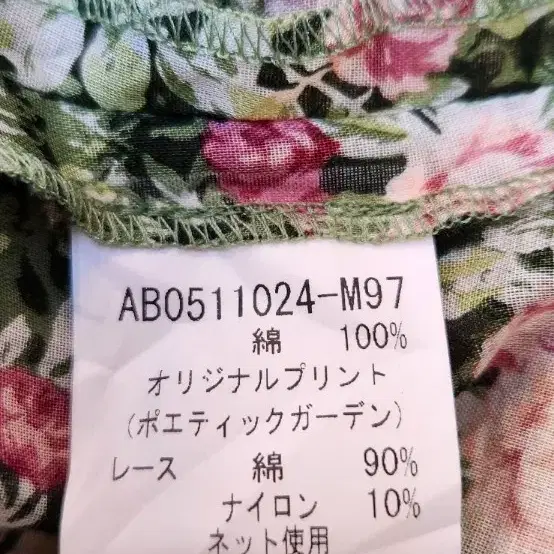 AB0511024-M97
綿 100%
オリジナルプリント
(ポエティックガーデン)
レース 綿 90%
ナイロン 10%
ネット使用